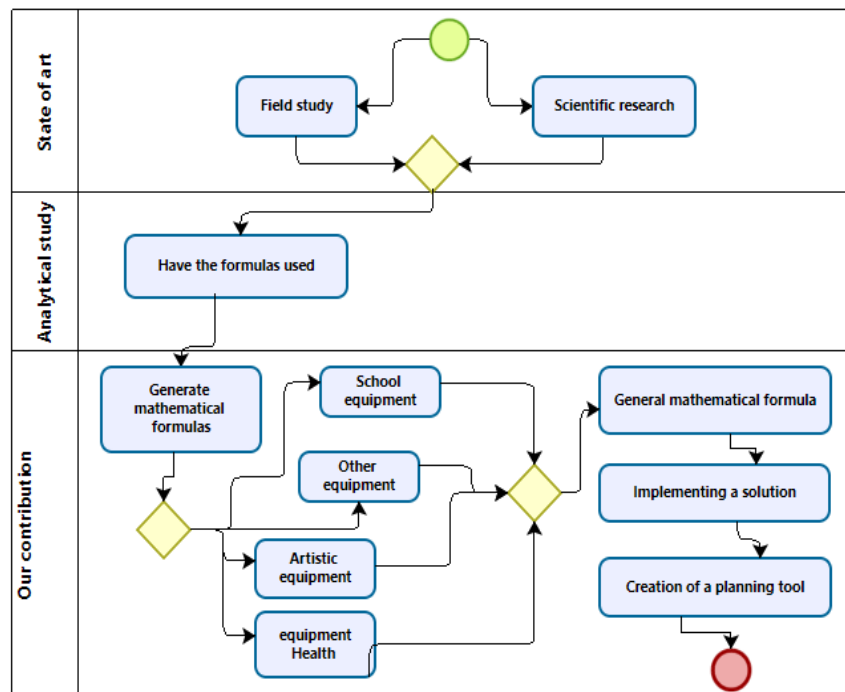 State of art
Field study
Scientific research
Analytical study
Have the formulas used
Our contribution
Generate
mathematical
formulas
School
equipment
Other
equipment
Artistic
equipment
equipment
Health
General mathematical formula
Implementing a solution
Creation of a planning tool